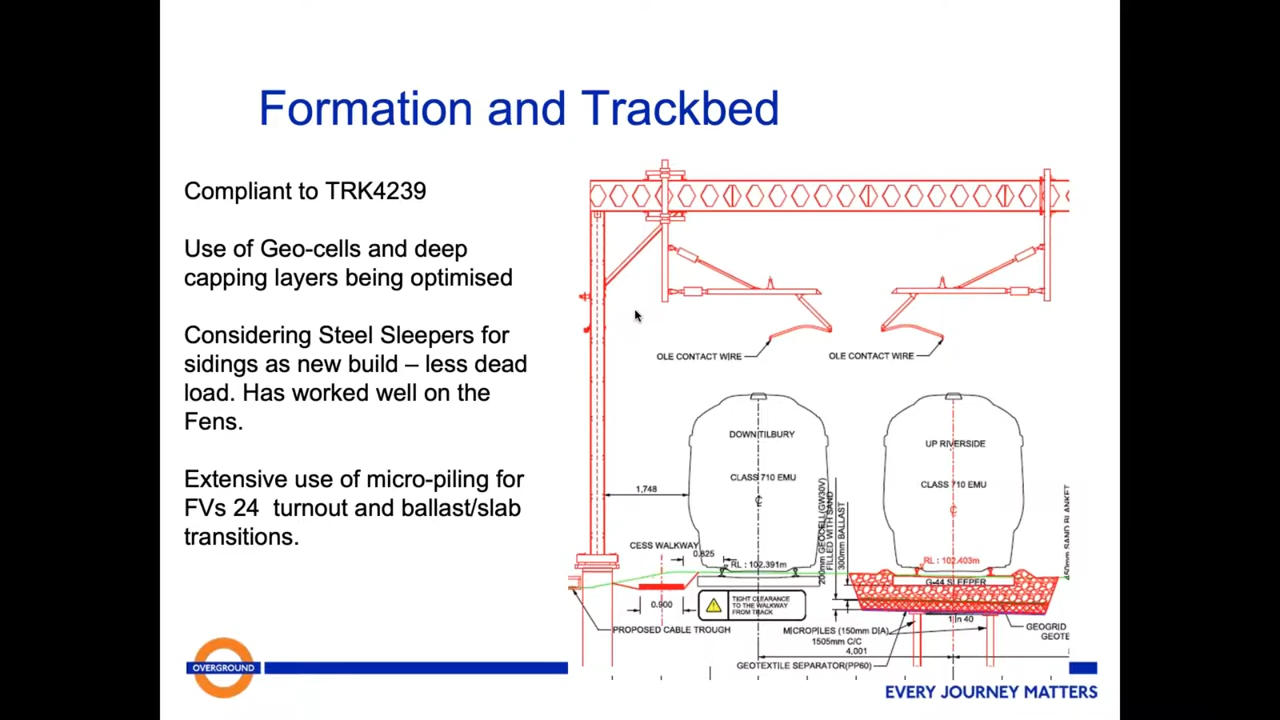 Formation and Trackbed
Compliant to TRK4239
Use of Geo-cells and deep
capping layers being optimised
Considering Steel Sleepers for
sidings as new build – less dead
load. Has worked well on the
Fens.
Extensive use of micro-piling for
FVs 24 turnout and ballast/slab
transitions.
OLE CONTACT WIRE
OLE CONTACT WIRE
DOWN TILBURY
UP RIVERSIDE
CLASS 710 EMU
CLASS 710 EMU
1,748
200mm GEOCELL(GW30V)
FILLED WITH SAND
300mm BALLAST
CESS WALKWAY
0.825
RL : 102.391m
RL : 102.403m
G-44 SLEEPER
0.900
TIGHT CLEARANCE
TO THE WALKWAY
FROM TRACK
1 in 40
PROPOSED CABLE TROUGH
MICROPILES (150mm DIA)
1505mm C/C
GEOGRID
GEOTE
4,001
GEOTEXTILE SEPARATOR(PP60)
OVERGROUND
EVERY JOURNEY MATTERS